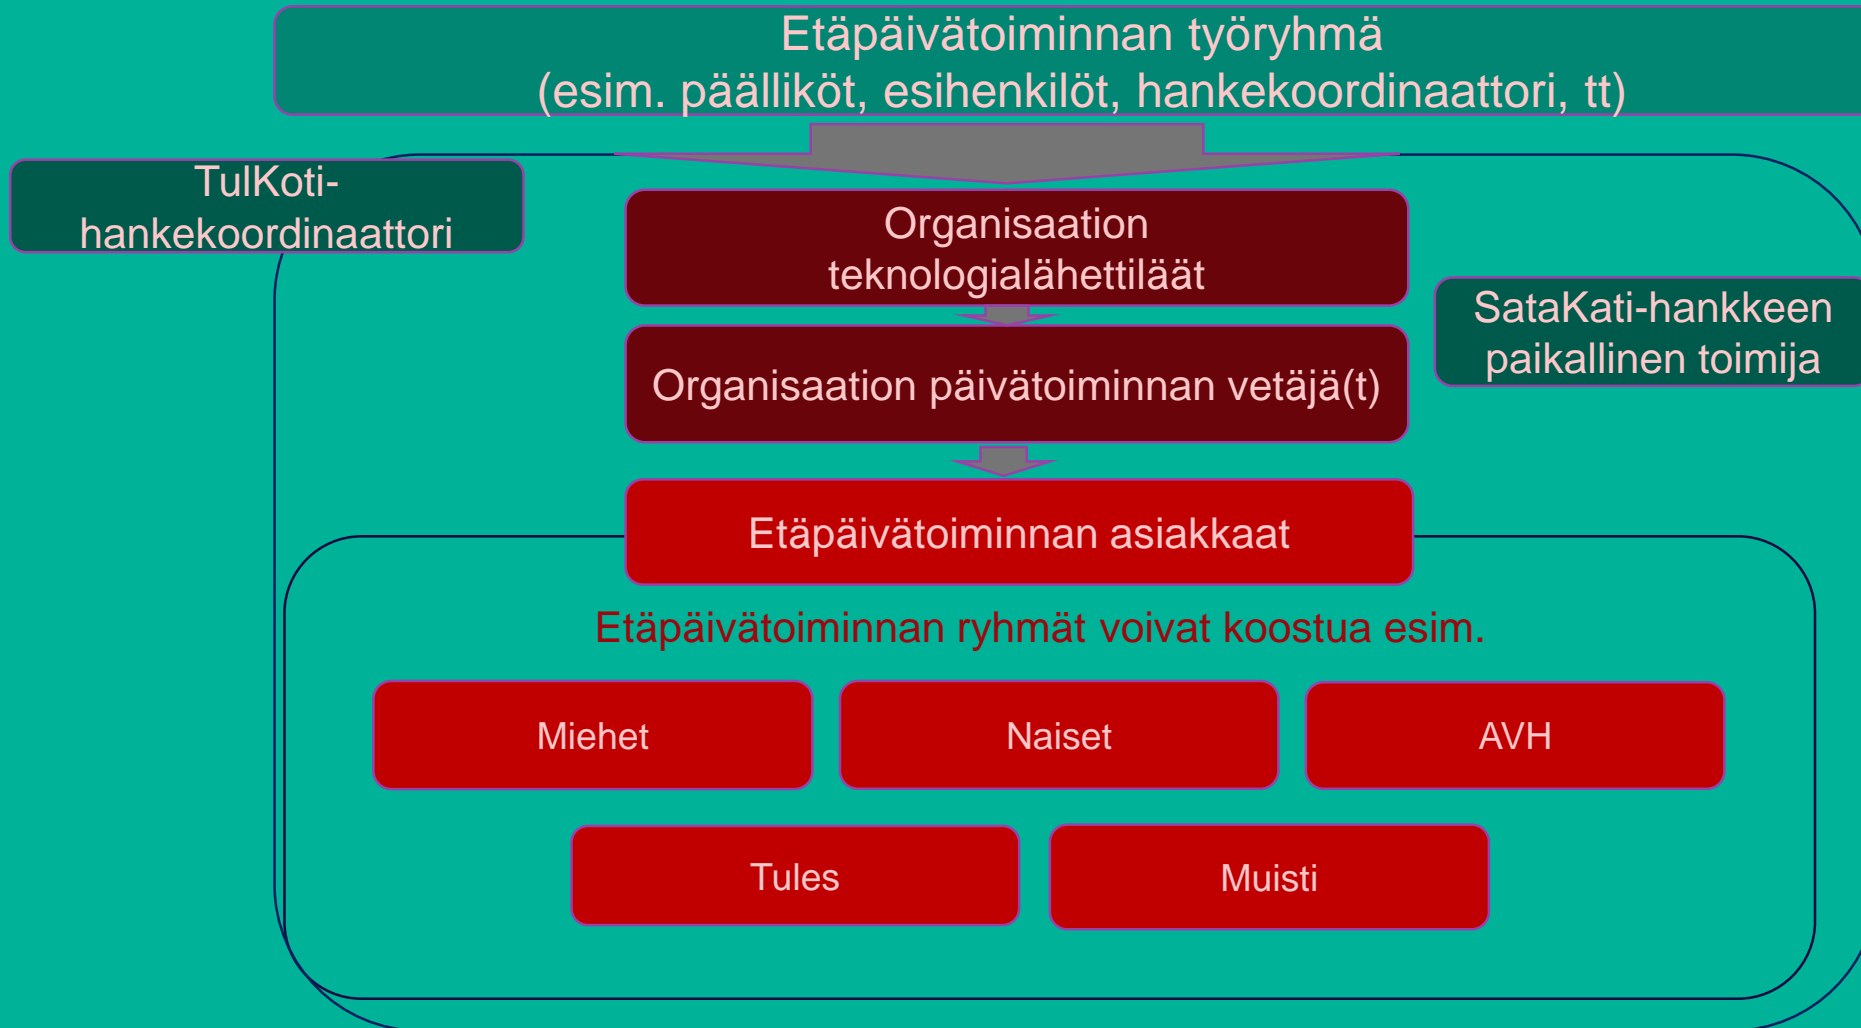 Etäpäivätoiminnan työryhmä
(esim. päälliköt, esihenkilöt, hankekoordinaattori, tt)
TulKoti-
hankekoordinaattori
Organisaation
teknologialähettiläät
SataKati-hankkeen
paikallinen toimija
Organisaation päivätoiminnan vetäjä(t)
Etäpäivätoiminnan asiakkaat
Etäpäivätoiminnan ryhmät voivat koostua esim.
Miehet
Naiset
AVH
Tules
Muisti